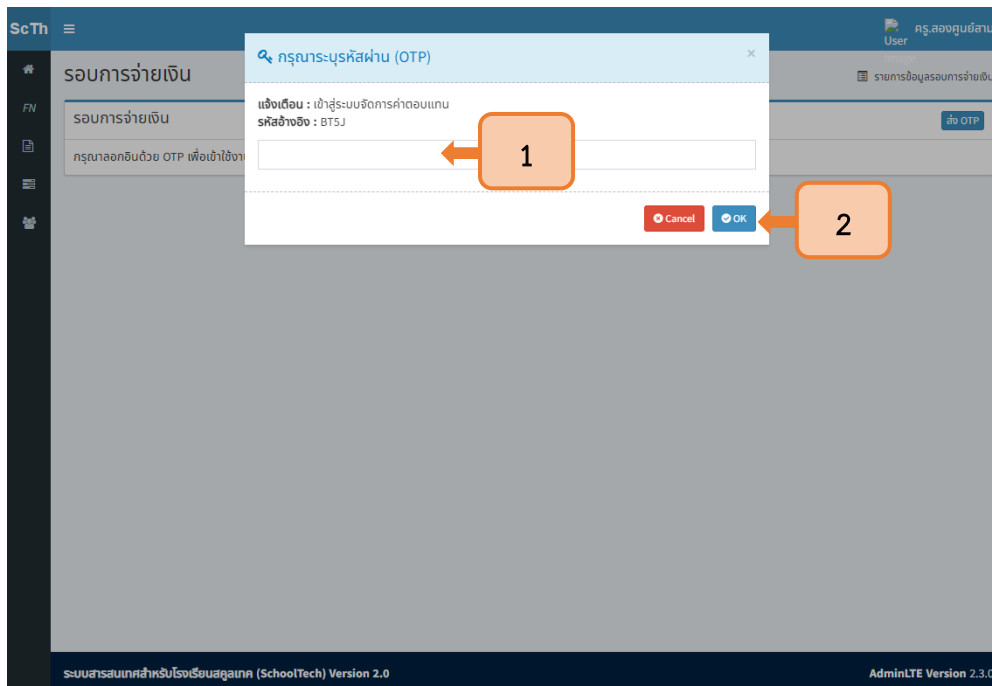 ScTh
User
ครู.สองศูนย์สาม
กรุณาระบุรหัสผ่าน (OTP)
×
Image
รอบการจ่ายเงิน
รายการข้อมูลรอบการจ่ายเงิน
FN
รอบการจ่ายเงิน
ส่ง OTP
แจ้งเตือน : เข้าสู่ระบบจัดการค่าตอบแทน
รหัสอ้างอิง : BT5J
กรุณาลอกอินด้วย OTP เพื่อเข้าใช้งา
1
Cancel
OK
2
ระบบสารสนเทศสำหรับโรงเรียนสคูลเทค (SchoolTech) Version 2.0
AdminLTE Version 2.3.0